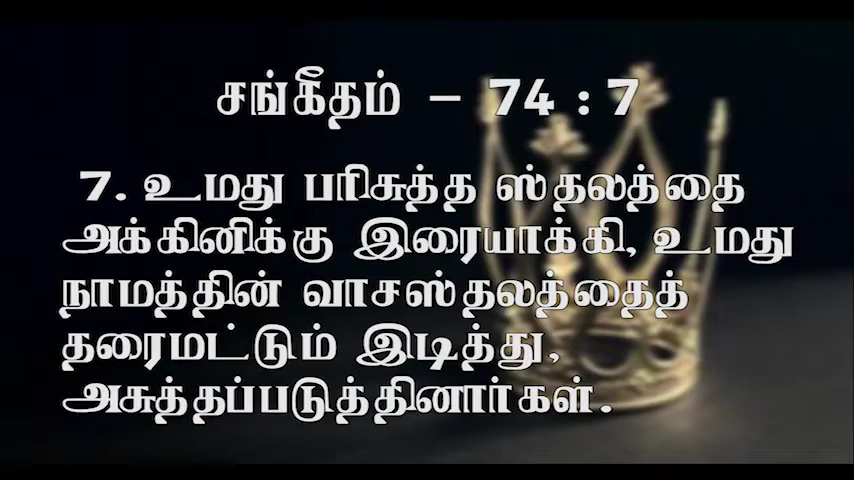 சங்கீதம் - 74 : 7
7. உமது பரிசுத்த ஸ்தலத்தை
அக்கினிக்கு இரையாக்கி, உமது
நாமத்தின் வாசஸ்தலத்தைத்
தரைமட்டும் இடித்து,
அசுத்தப்படுத்தினார்கள்.